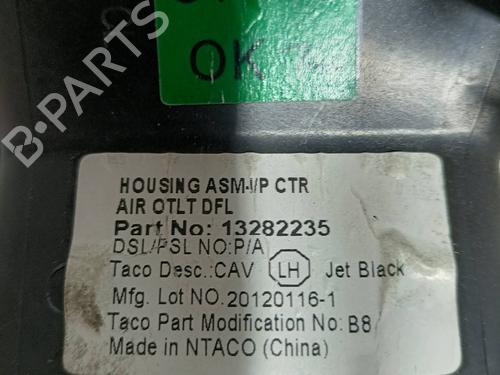 OK
HOUSING ASM-I/P CTR
AIR OTLT DFL
Part No: 13282235
DSL/PSL NO:P/A
Taco Desc.:CAV LH Jet Black
Mfg. Lot NO.20120116-1
Taco Part Modification No: B8
Made in NTACO (China)